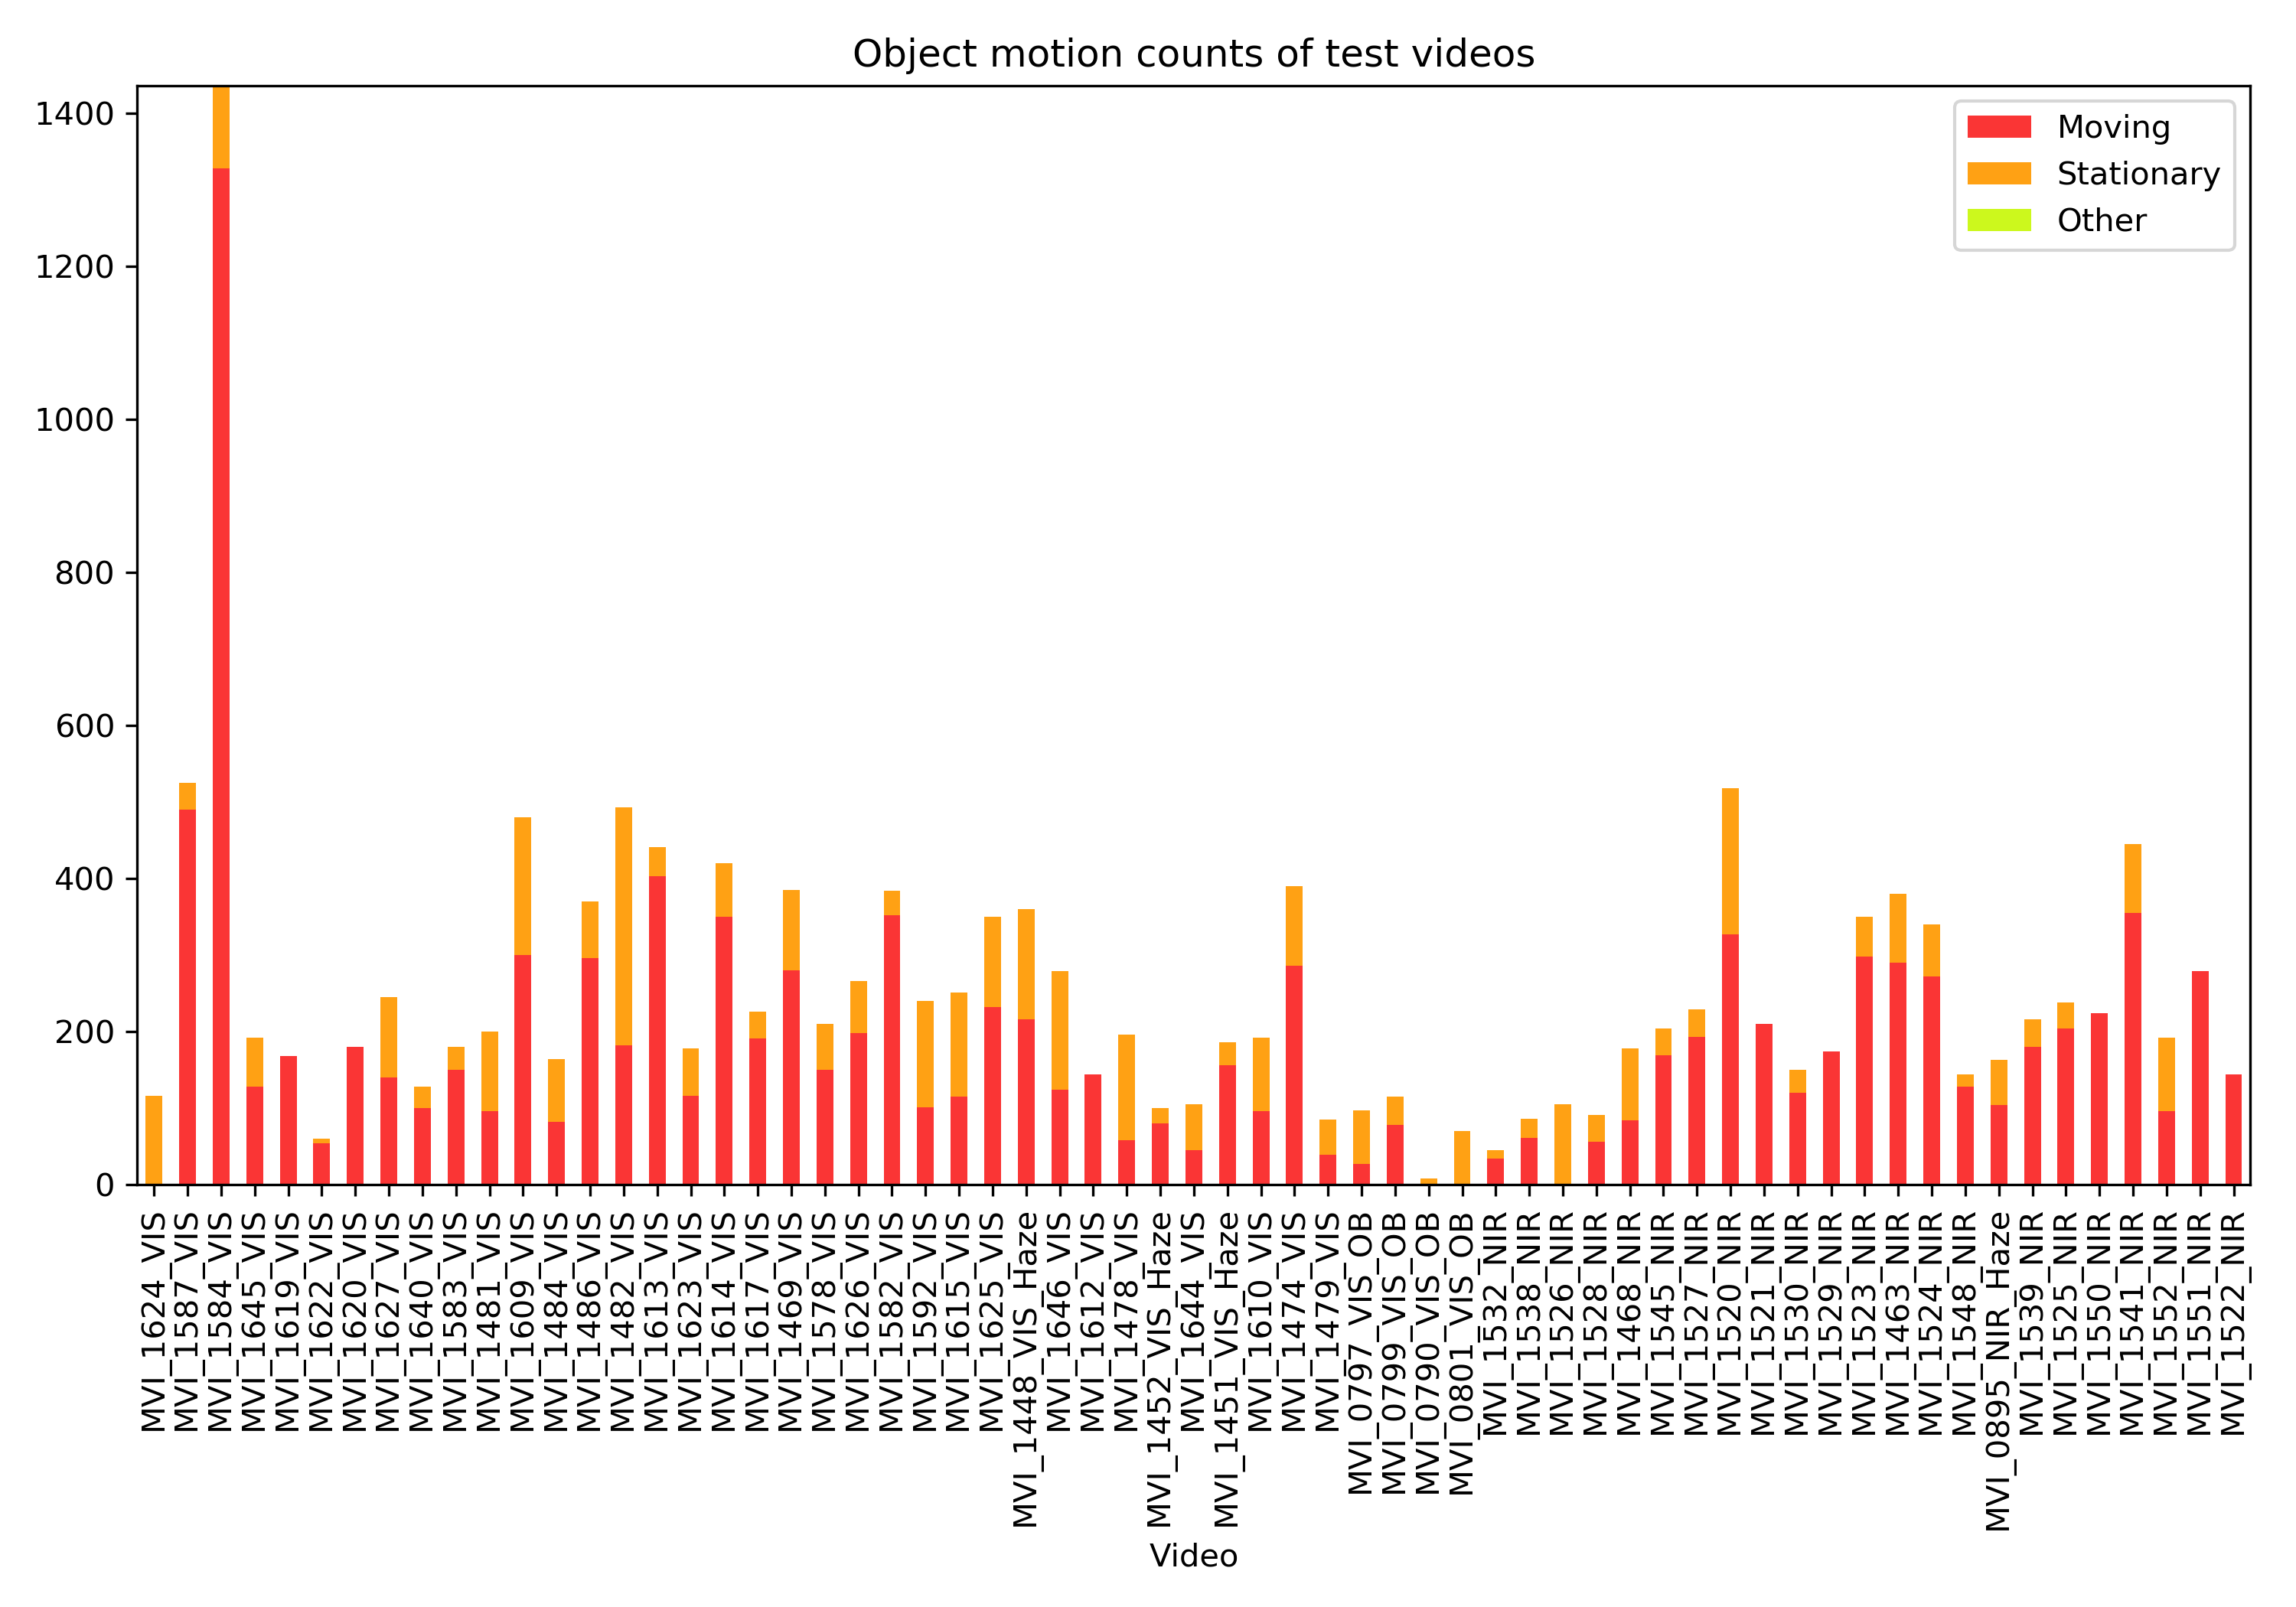 Object motion counts of test videos
1400
1200
1000
800
600
400
200
0
Moving
Stationary
Other
MVI_1624_VIS
MVI_1587_VIS
MVI_1584_VIS
MVI_1645_VIS
MVI_1619_VIS
MVI_1622_VIS
MVI_1620_VIS
MVI_1627_VIS
MVI_1640_VIS
MVI_1583_VIS
MVI_1481_VIS
MVI_1609_VIS
MVI_1484_VIS
MVI_1486_VIS
MVI_1482_VIS
MVI_1613_VIS
MVI_1623_VIS
MVI_1614_VIS
MVI_1617_VIS
MVI_1469_VIS
MVI_1578_VIS
MVI_1626_VIS
MVI_1582_VIS
MVI_1592_VIS
MVI_1615_VIS
MVI_1625_VIS
MVI_1448_VIS_Haze
MVI_1646_VIS
MVI_1612_VIS
MVI_1478_VIS
MVI_1452_VIS_Haze
MVI_1644_VIS
MVI_1451_VIS_Haze
MVI_1610_VIS
MVI_1474_VIS
MVI_1479_VIS
MVI_0797_VIS_OB
MVI_0799_VIS_OB
MVI_0790_VIS_OB
MVI_0801_VIS_OB
MVI_1532_NIR
MVI_1538_NIR
MVI_1526_NIR
MVI_1528_NIR
MVI_1468_NIR
MVI_1545_NIR
MVI_1527_NIR
MVI_1520_NIR
MVI_1521_NIR
MVI_1530_NIR
MVI_1529_NIR
MVI_1523_NIR
MVI_1463_NIR
MVI_1524_NIR
MVI_1548_NIR
MVI_0895_NIR_Haze
MVI_1539_NIR
MVI_1525_NIR
MVI_1550_NIR
MVI_1541_NIR
MVI_1552_NIR
MVI_1551_NIR
MVI_1522_NIR
Video